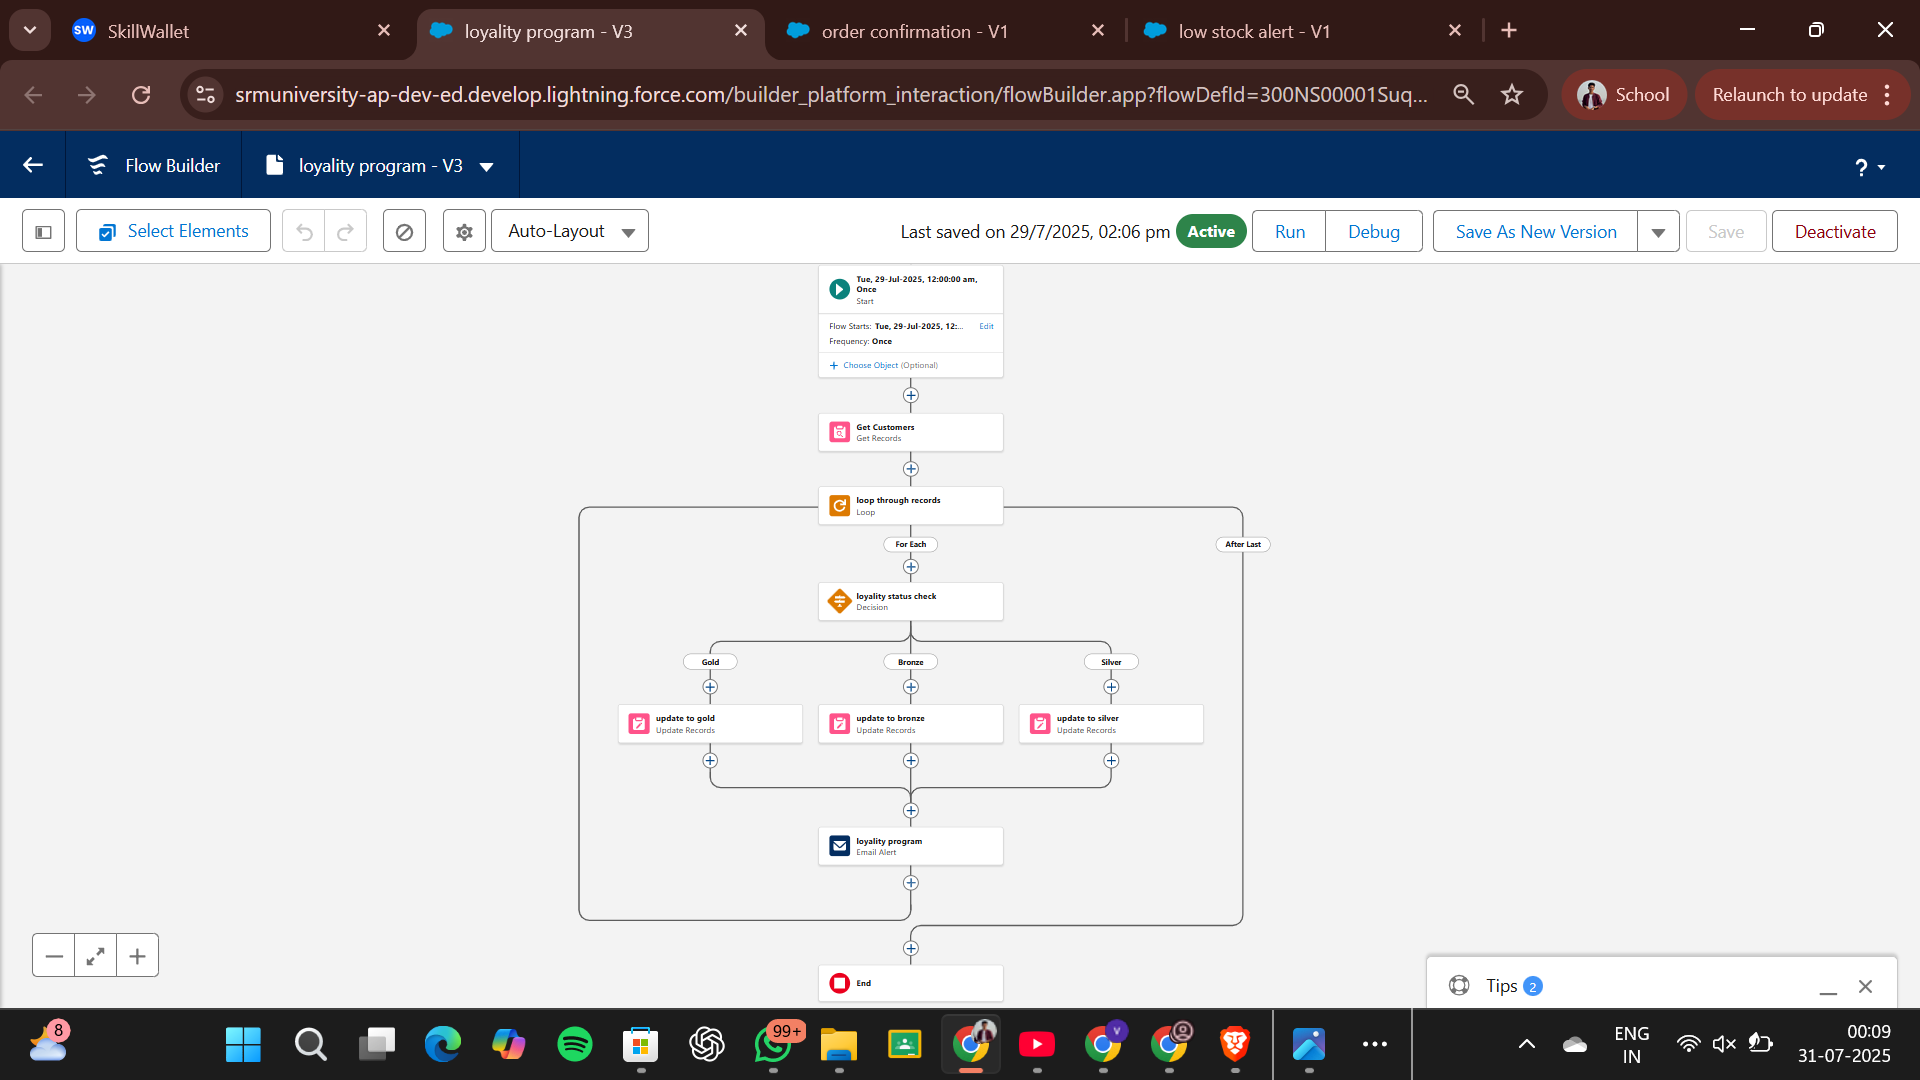 SW SkillWallet
loyality program - V3
order confirmation - V1
low stock alert - V1
srmuniversity-ap-dev-ed.develop.lightning.force.com/builder_platform_interaction/flowBuilder.app?flowDefId=300NS00001Suq...
School
Relaunch to update
Flow Builder
loyality program - V3
?
Select Elements
Auto-Layout
Last saved on 29/7/2025, 02:06 pm
Active
Run
Debug
Save As New Version
Save
Deactivate
Tue, 29-Jul-2025, 12:00:00 am,
Once
Start
Flow Starts: Tue, 29-Jul-2025, 12:... Edit
Frequency: Once
+ Choose Object (Optional)
Get Customers
Get Records
loop through records
Loop
For Each
After Last
loyality status check
Decision
Gold
Bronze
Silver
update to gold
Update Records
update to bronze
Update Records
update to silver
Update Records
loyality program
Email Alert
End
Tips 2
8
99+
V
ENG
IN
00:09
31-07-2025